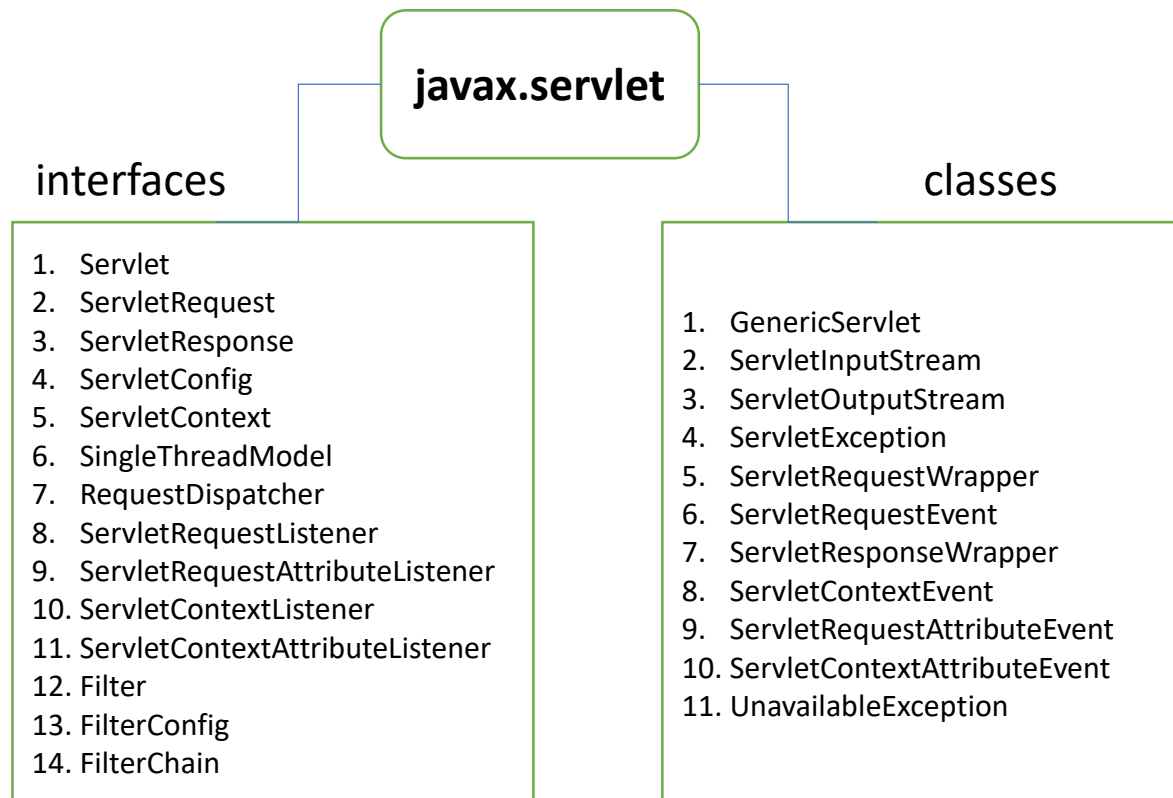 javax.servlet
interfaces
1. Servlet
2. ServletRequest
3. ServletResponse
4. ServletConfig
5. ServletContext
6. SingleThreadModel
7. RequestDispatcher
8. ServletRequestListener
9. ServletRequestAttributeListener
10. ServletContextListener
11. ServletContextAttributeListener
12. Filter
13. FilterConfig
14. FilterChain
classes
1. GenericServlet
2. ServletInputStream
3. ServletOutputStream
4. ServletException
5. ServletRequestWrapper
6. ServletRequestEvent
7. ServletResponseWrapper
8. ServletContextEvent
9. ServletRequestAttributeEvent
10. ServletContextAttributeEvent
11. UnavailableException